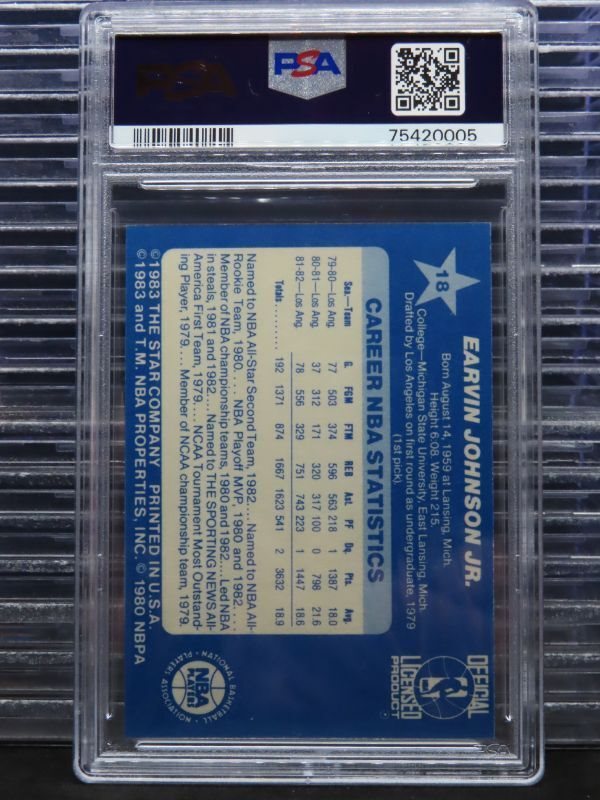 PSA
PSA
75420005
18
EARVIN JOHNSON JR.
Born August 14, 1959 at Lansing, Mich.
Height 6:08. Weight 215.
College—Michigan State University, East Lansing, Mich.
Drafted by Los Angeles on first round as undergraduate, 1979
(1st pick).
OFFICIAL
NBA
LICENSED
PRODUCT
CAREER NBA STATISTICS
Sea.—Team G. FGM FTM REB Ast. PF Dq. Pts. Avg.
79-80—Los Ang. 77 503 374 596 563 218 1 1387 18.0
80-81—Los Ang. 37 312 171 320 317 100 0 798 21.6
81-82—Los Ang. 78 556 329 751 743 223 1 1447 18.6
Totals.......... 192 1371 874 1667 1623 541 2 3632 18.9
Named to NBA All-Star Second Team, 1982.... Named to NBA All-
Rookie Team, 1980.... NBA Playoff MVP, 1980 and 1982....
Member of NBA championship teams, 1980 and 1982.... Led NBA
in steals, 1981 and 1982.... Named to THE SPORTING NEWS All-
America First Team, 1979.... NCAA Tournament Most Outstand-
ing Player, 1979.... Member of NCAA championship team, 1979.
NATIONAL BASKETBALL
PLAYERS ASSOCIATION
NBA
PLAYERS
©1983 THE STAR COMPANY PRINTED IN U.S.A.
©1983 and T.M. NBA PROPERTIES, INC. ©1980 NBPA
PSA